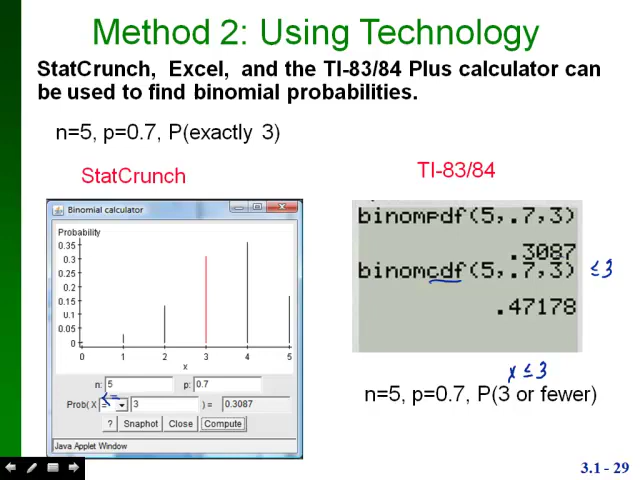 Method 2: Using Technology
StatCrunch, Excel, and the TI-83/84 Plus calculator can
be used to find binomial probabilities.
n=5, p=0.7, P(exactly 3)
StatCrunch
TI-83/84
Binomial calculator
Probability
0.35
0.3
0.25
0.2
0.15
0.1
0.05
0
0 1 2 3 4 5
x
n: 5 p: 0.7
Prob( X = 3 ) = 0.3087
≤
? Snaphot Close Compute
Java Applet Window
binompdf(5,.7,3)
.3087
binomcdf(5,.7,3) ≤3
.47178
x ≤ 3
n=5, p=0.7, P(3 or fewer)
3.1 - 29